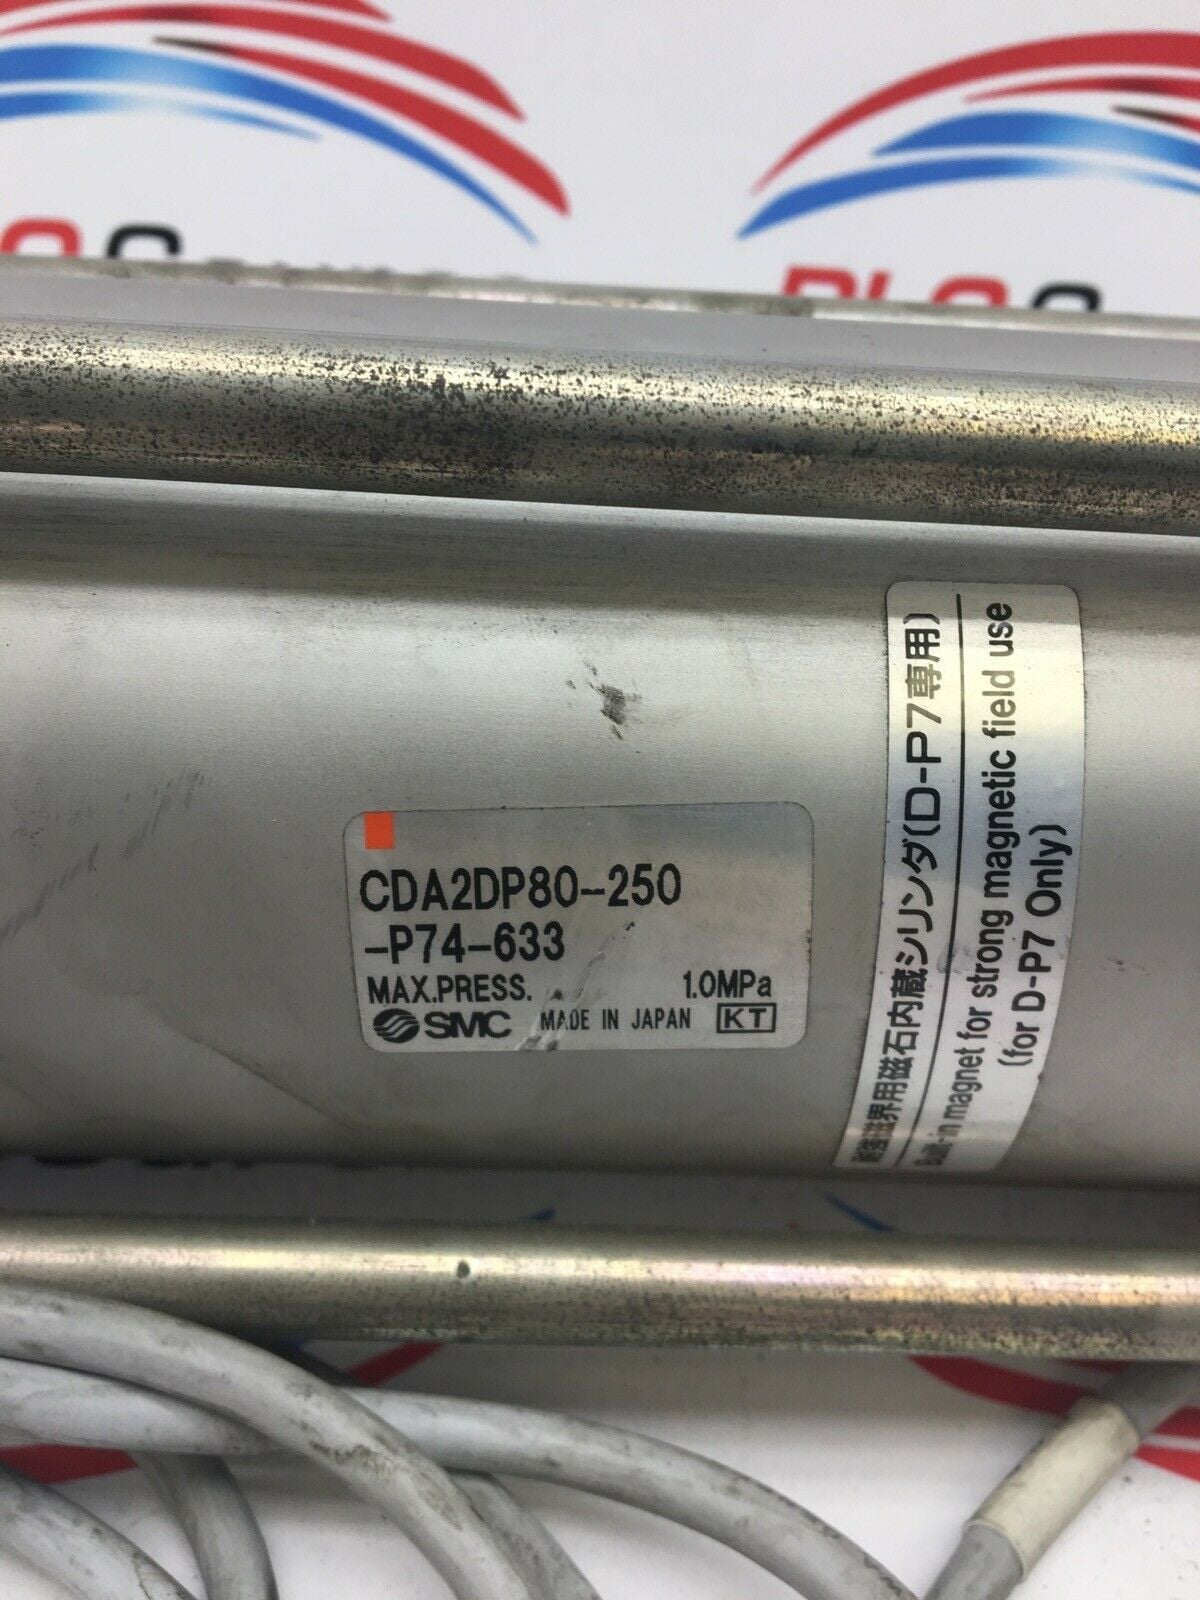 CDA2DP80-250
-P74-633
MAX.PRESS. 1.0MPa
SMC MADE IN JAPAN KT
耐強磁界用磁石内蔵シリンダ(D-P7専用)
Built-in magnet for strong magnetic field use
(for D-P7 Only)